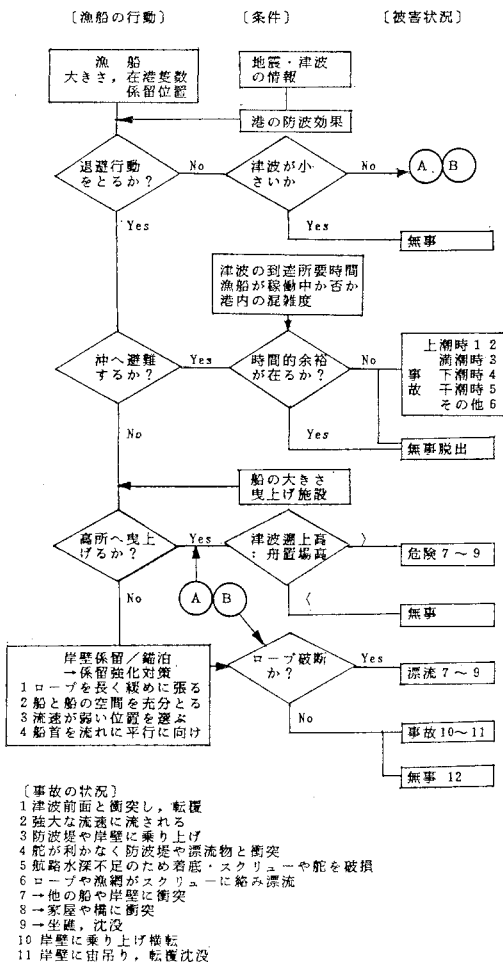 〔漁船の行動〕 〔条件〕 〔被害状況〕
漁 船
大きさ，在港隻数
係留位置
地震・津波
の情報
港の防波効果
退避行動
をとるか？
No
津波が小
さいか
No
A．B
Yes
Yes
無事
津波の到達所要時間
漁船が稼働中か否か
港内の混雑度
沖へ避難
するか？
Yes
時間的余裕
が在るか？
No
上潮時1 2
満潮時3
事 下潮時4
故 干潮時5
その他6
No
Yes
無事脱出
船の大きさ
曳上げ施設
高所へ曳上
げるか？
Yes
津波遡上高
：舟置場高
〉
危険7〜9
〈
A B
無事
No
岸壁係留／錨泊
→係留強化対策
1 ロープを長く緩めに張る
2 船と船の空間を充分とる
3 流速が弱い位置を選ぶ
4 船首を流れに平行に向け
ロープ破断
か？
Yes
漂流7〜9
No
事故10〜11
無事 12
〔事故の状況〕
1 津波前面と衝突し，転覆
2 強大な流速に流される
3 防波堤や岸壁に乗り上げ
4 舵が利かなく防波堤や漂流物と衝突
5 航路水深不足のため着底・スクリューや舵を破損
6 ロープや漁網がスクリューに絡み漂流
7 →他の船や岸壁に衝突
8 →家屋や橋に衝突
9 →坐礁，沈没
10 岸壁に乗り上げ横転
11 岸壁に宙吊り，転覆沈没